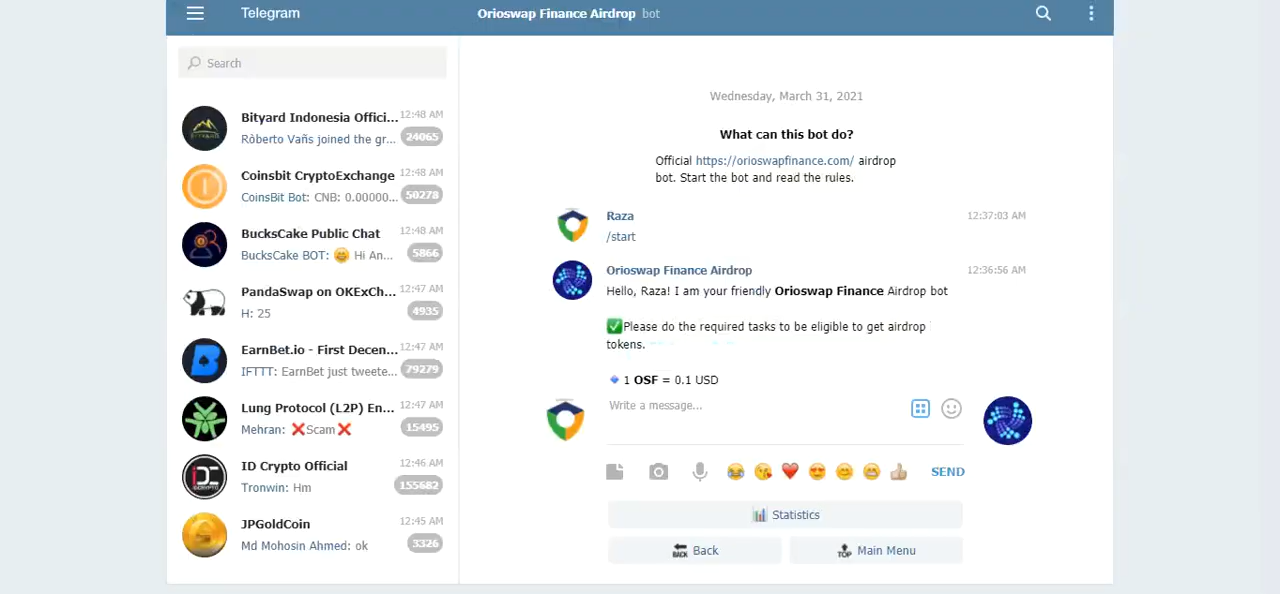 Telegram
Orioswap Finance Airdrop bot
Search
Bityard Indonesia Offici... 12:48 AM
Rôberto Vañs joined the gr... 24065
Coinsbit CryptoExchange 12:48 AM
CoinsBit Bot: CNB: 0.00000... 50278
BucksCake Public Chat 12:48 AM
BucksCake BOT: 😄 Hi An... 5866
PandaSwap on OKExCh... 12:47 AM
H: 25 4935
EarnBet.io - First Decen... 12:47 AM
IFTTT: EarnBet just tweete... 79279
Lung Protocol (L2P) En... 12:47 AM
Mehran: ❌Scam❌ 15495
ID Crypto Official 12:46 AM
Tronwin: Hm 155682
JPGoldCoin 12:45 AM
Md Mohosin Ahmed: ok 3326
Wednesday, March 31, 2021
What can this bot do?
Official https://orioswapfinance.com/ airdrop
bot. Start the bot and read the rules.
Raza 12:37:03 AM
/start
Orioswap Finance Airdrop 12:36:56 AM
Hello, Raza! I am your friendly Orioswap Finance Airdrop bot
✅Please do the required tasks to be eligible to get airdrop
tokens.
🔹 1 OSF = 0.1 USD
Write a message...
SEND
📊 Statistics
🔙 Back
🔝 Main Menu